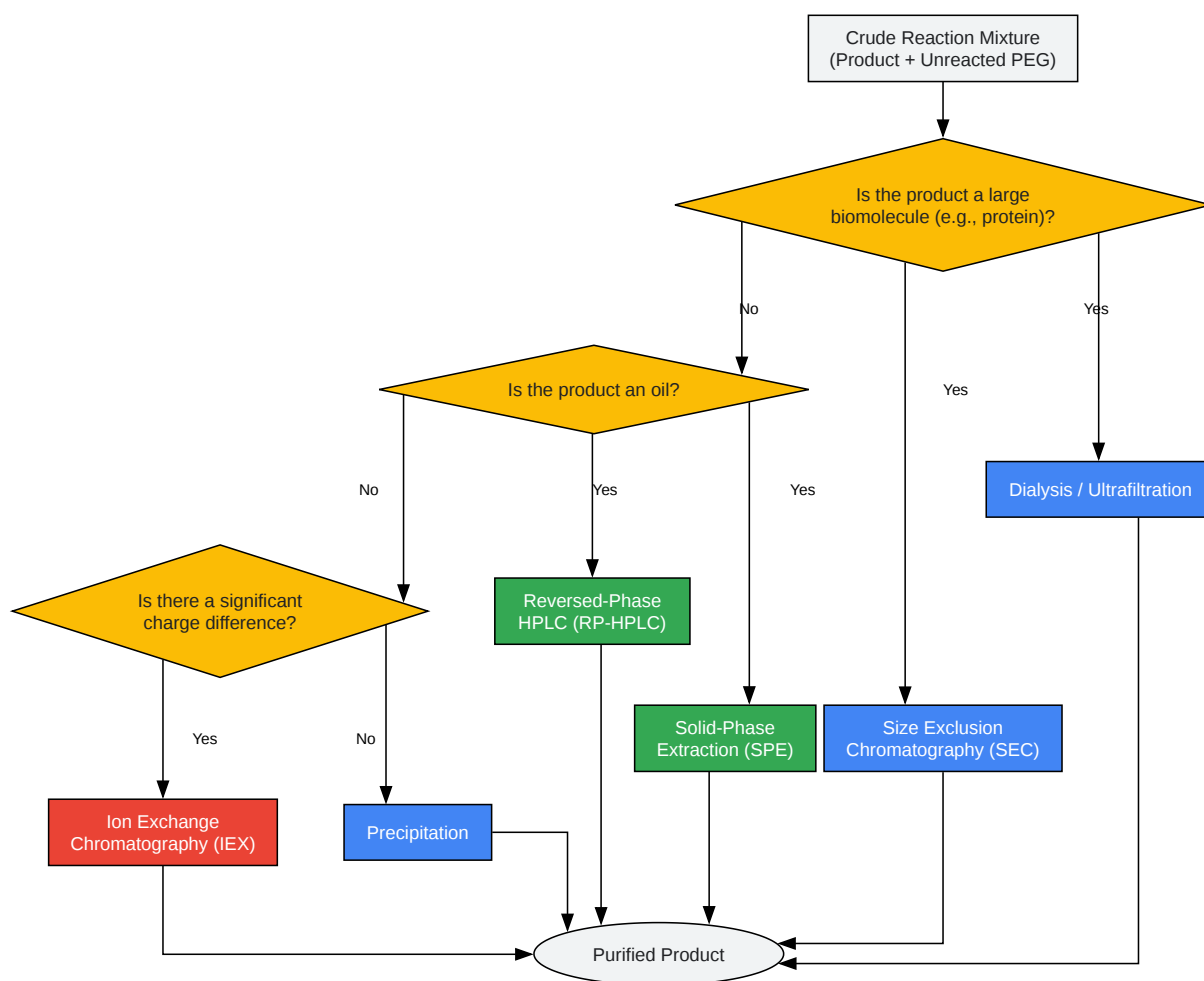 Crude Reaction Mixture
(Product + Unreacted PEG)
Is the product a large
biomolecule (e.g., protein)?
No
Yes
Yes
Is the product an oil?
No
Yes
Yes
Dialysis / Ultrafiltration
Is there a significant
charge difference?
Reversed-Phase
HPLC (RP-HPLC)
Yes
No
Solid-Phase
Extraction (SPE)
Size Exclusion
Chromatography (SEC)
Ion Exchange
Chromatography (IEX)
Precipitation
Purified Product